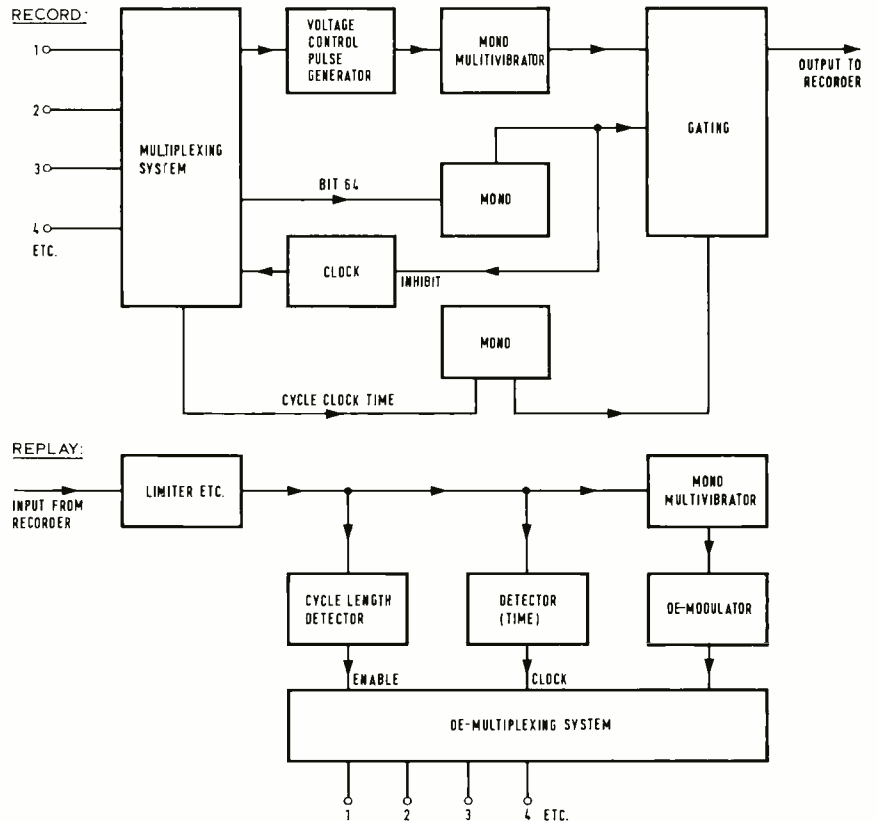 RECORD:
1
2
3
4
ETC.
MULTIPLEXING
SYSTEM
VOLTAGE
CONTROL
PULSE
GENERATOR
MONO
MULITIVIBRATOR
GATING
OUTPUT TO
RECORDER
BIT 64
MONO
CLOCK
INHIBIT
MONO
CYCLE CLOCK TIME
REPLAY:
INPUT FROM
RECORDER
LIMITER ETC.
MONO
MULTIVIBRATOR
CYCLE LENGTH
DETECTOR
DETECTOR
(TIME)
DE-MODULATOR
ENABLE
CLOCK
DE-MULTIPLEXING SYSTEM
1
2
3
4 ETC.